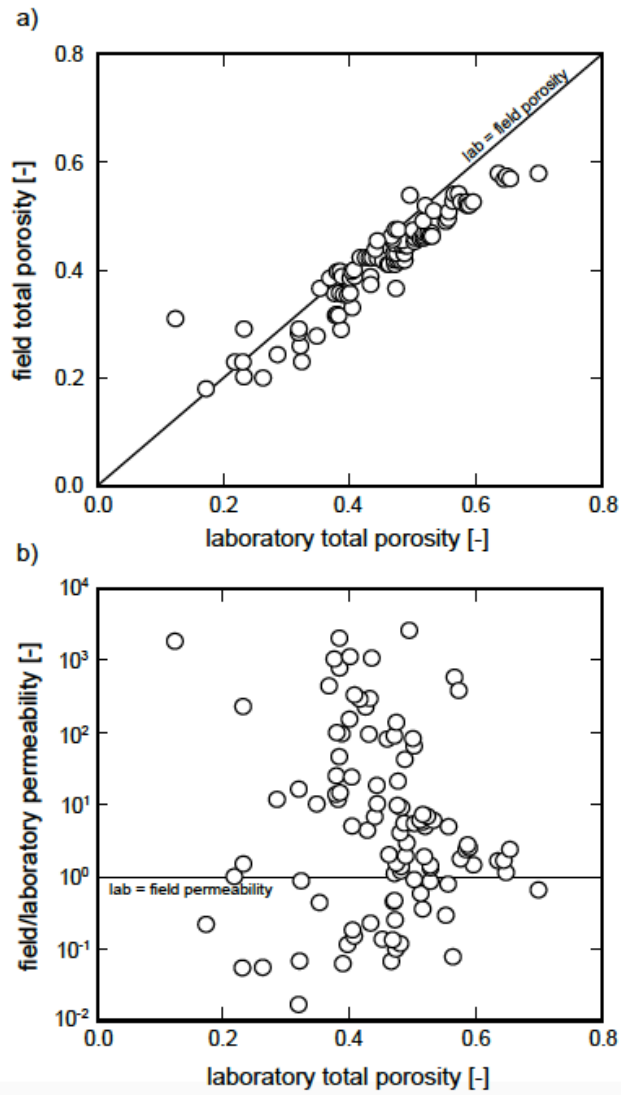 a)
0.8
0.6
0.4
0.2
0.0
field total porosity [-]
lab = field porosity
0.0 0.2 0.4 0.6 0.8
laboratory total porosity [-]
b)
10⁴
10³
10²
10¹
10⁰
10⁻¹
10⁻²
field/laboratory permeability [-]
lab = field permeability
0.0 0.2 0.4 0.6 0.8
laboratory total porosity [-]